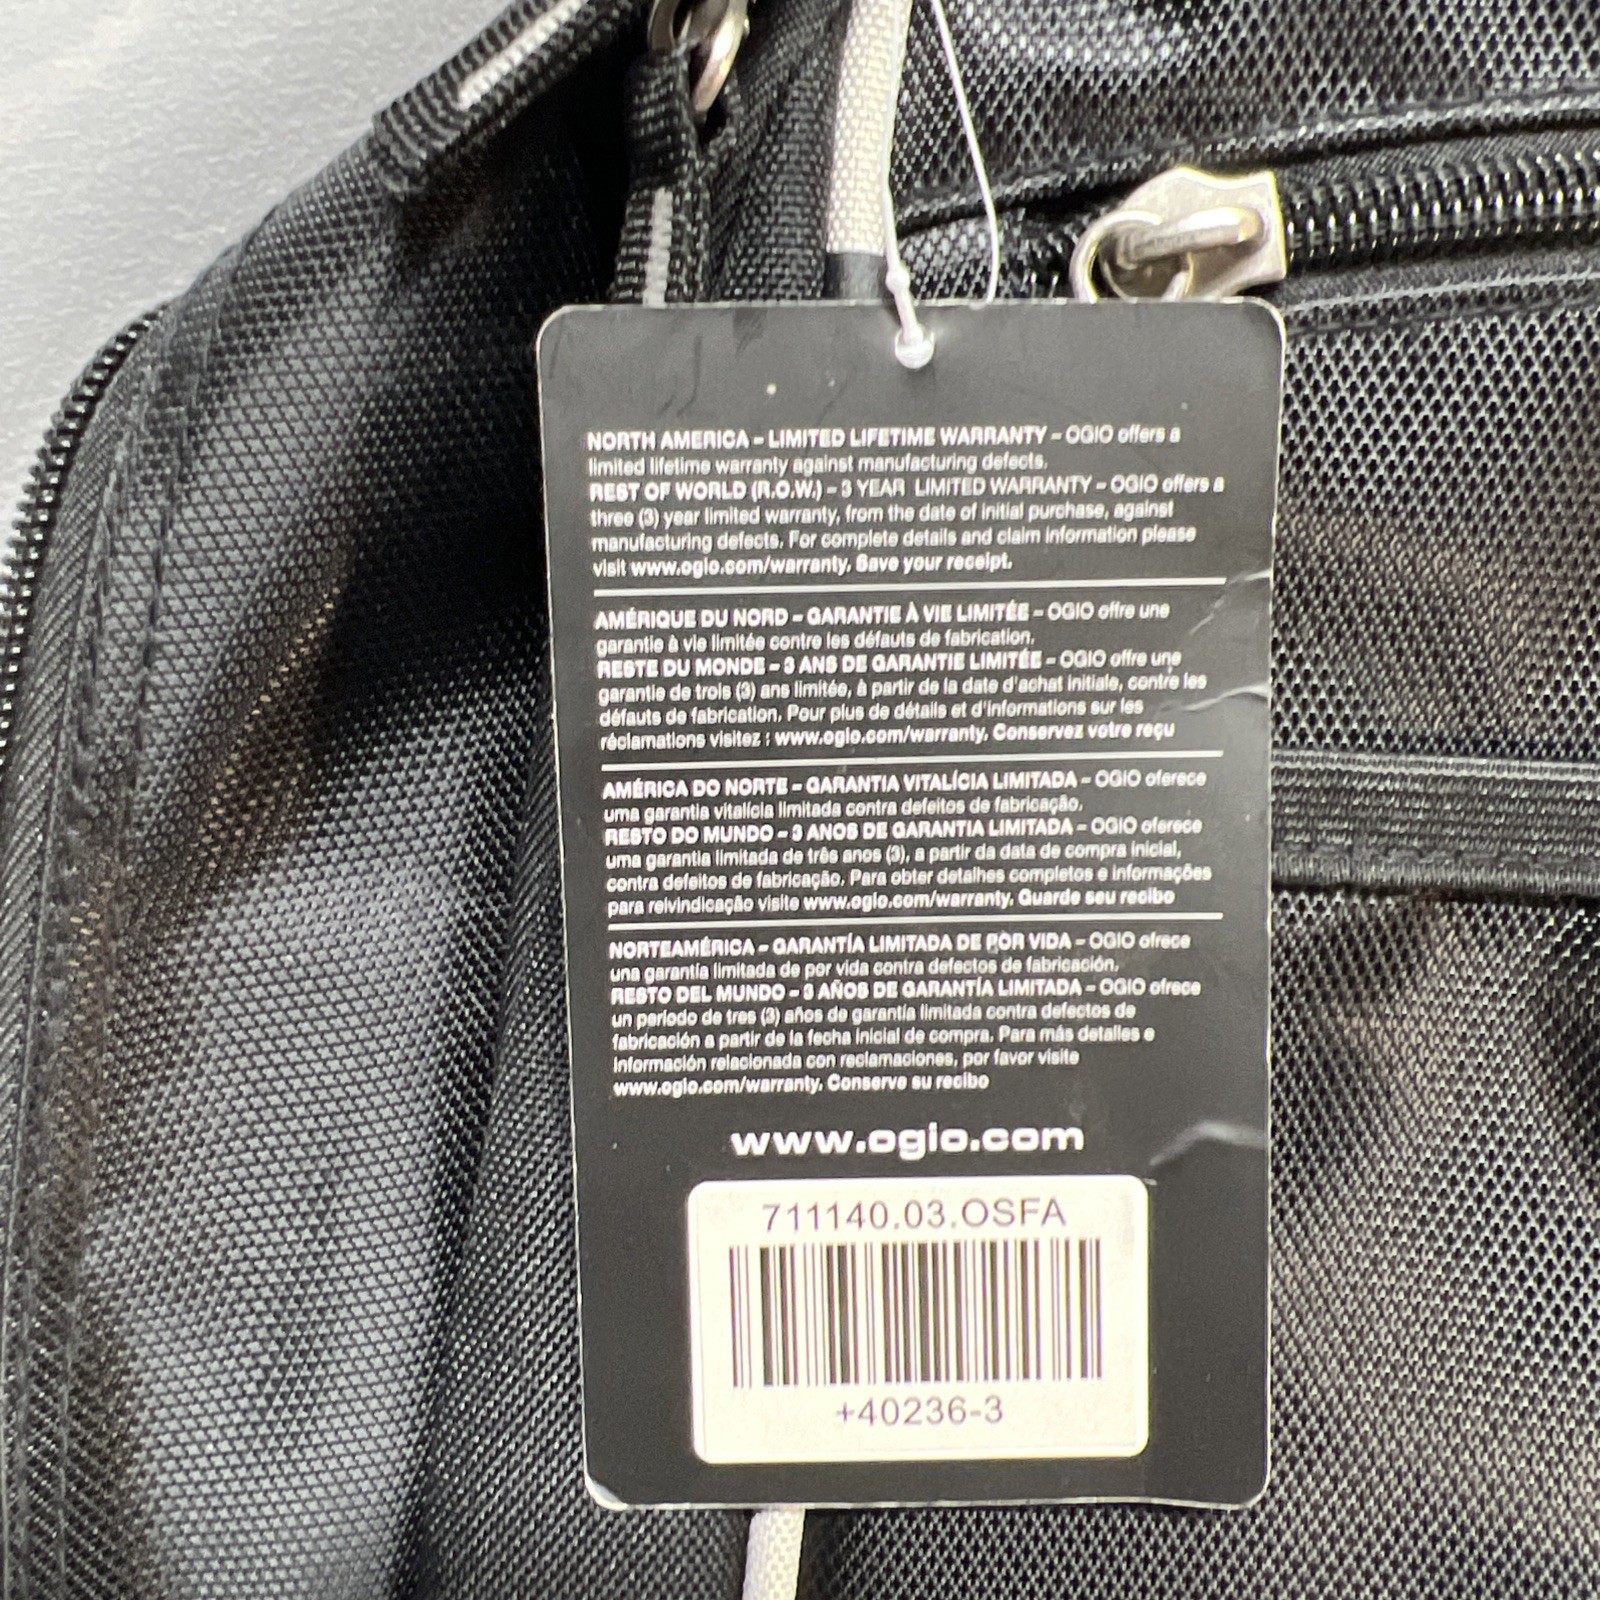 NORTH AMERICA – LIMITED LIFETIME WARRANTY – OGIO offers a
limited lifetime warranty against manufacturing defects.
REST OF WORLD (R.O.W.) – 3 YEAR LIMITED WARRANTY – OGIO offers a
three (3) year limited warranty, from the date of initial purchase, against
manufacturing defects. For complete details and claim information please
visit www.ogio.com/warranty. Save your receipt.
AMÉRIQUE DU NORD – GARANTIE À VIE LIMITÉE – OGIO offre une
garantie à vie limitée contre les défauts de fabrication.
RESTE DU MONDE – 3 ANS DE GARANTIE LIMITÉE – OGIO offre une
garantie de trois (3) ans limitée, à partir de la date d'achat initiale, contre les
défauts de fabrication. Pour plus de détails et d'informations sur les
réclamations visitez : www.ogio.com/warranty. Conservez votre reçu
AMÉRICA DO NORTE – GARANTIA VITALÍCIA LIMITADA – OGIO oferece
uma garantia vitalícia limitada contra defeitos de fabricação.
RESTO DO MUNDO – 3 ANOS DE GARANTIA LIMITADA – OGIO oferece
uma garantia limitada de três anos (3), a partir da data de compra inicial,
contra defeitos de fabricação. Para obter detalhes completos e informações
para reivindicação visite www.ogio.com/warranty. Guarde seu recibo
NORTEAMÉRICA – GARANTÍA LIMITADA DE POR VIDA – OGIO ofrece
una garantía limitada de por vida contra defectos de fabricación.
RESTO DEL MUNDO – 3 AÑOS DE GARANTÍA LIMITADA – OGIO ofrece
un período de tres (3) años de garantía limitada contra defectos de
fabricación a partir de la fecha inicial de compra. Para más detalles e
información relacionada con reclamaciones, por favor visite
www.ogio.com/warranty. Conserve su recibo
www.ogio.com
711140.03.OSFA
+40236-3